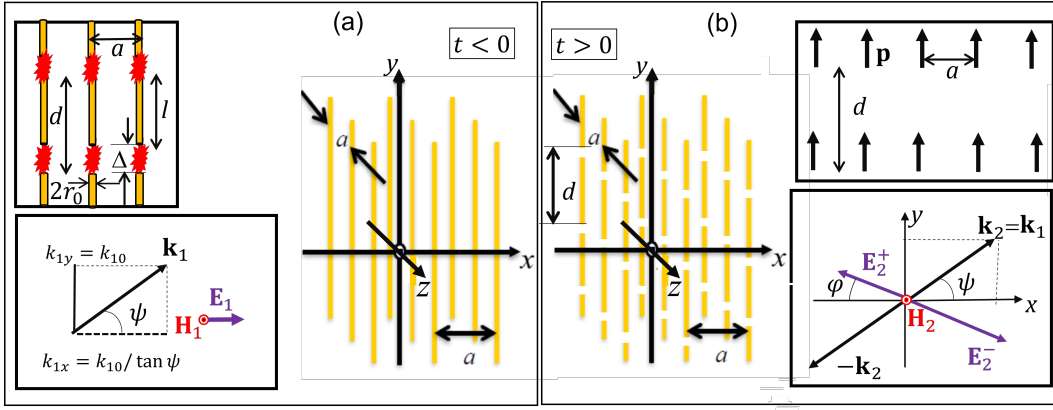 (a)
t < 0
a
d
l
Δ
2r₀
k₁y = k₁₀
k₁
ψ
E₁
H₁
k₁ₓ = k₁₀/ tan ψ
y
a
x
z
a
(b)
t > 0
y
a
d
x
z
a
p
a
d
y
k₂=k₁
E₂⁺
φ
ψ
x
H₂
E₂⁻
−k₂